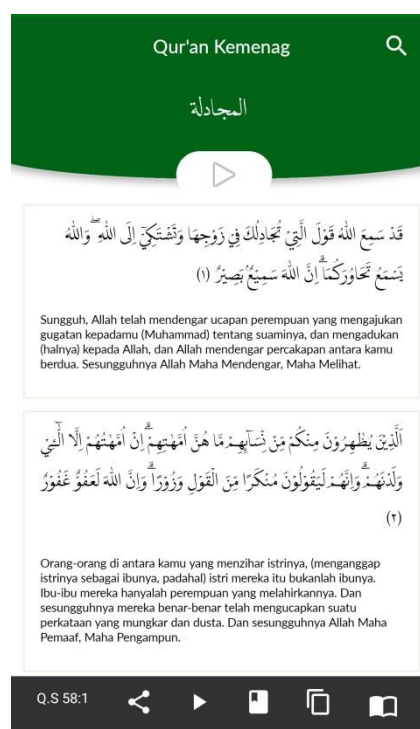 Qur'an Kemenag
المجادلة
قَدْ سَمِعَ اللّٰهُ قَوْلَ الَّتِيْ تُجَادِلُكَ فِيْ زَوْجِهَا وَتَشْتَكِيْٓ اِلَى اللّٰهِ ۖوَاللّٰهُ
يَسْمَعُ تَحَاوُرَكُمَاۗ اِنَّ اللّٰهَ سَمِيْعٌۢ بَصِيْرٌ (١)
Sungguh, Allah telah mendengar ucapan perempuan yang mengajukan
gugatan kepadamu (Muhammad) tentang suaminya, dan mengadukan
(halnya) kepada Allah, dan Allah mendengar percakapan antara kamu
berdua. Sesungguhnya Allah Maha Mendengar, Maha Melihat.
اَلَّذِيْنَ يُظٰهِرُوْنَ مِنْكُمْ مِّنْ نِّسَاۤىِٕهِمْ مَّا هُنَّ اُمَّهٰتِهِمْۗ اِنْ اُمَّهٰتُهُمْ اِلَّا الّٰۤـِٔيْ
وَلَدْنَهُمْۗ وَاِنَّهُمْ لَيَقُوْلُوْنَ مُنْكَرًا مِّنَ الْقَوْلِ وَزُوْرًاۗ وَاِنَّ اللّٰهَ لَعَفُوٌّ غَفُوْرٌ
(٢)
Orang-orang di antara kamu yang menzihar istrinya, (menganggap
istrinya sebagai ibunya, padahal) istri mereka itu bukanlah ibunya.
Ibu-ibu mereka hanyalah perempuan yang melahirkannya. Dan
sesungguhnya mereka benar-benar telah mengucapkan suatu
perkataan yang mungkar dan dusta. Dan sesungguhnya Allah Maha
Pemaaf, Maha Pengampun.
Q.S 58:1